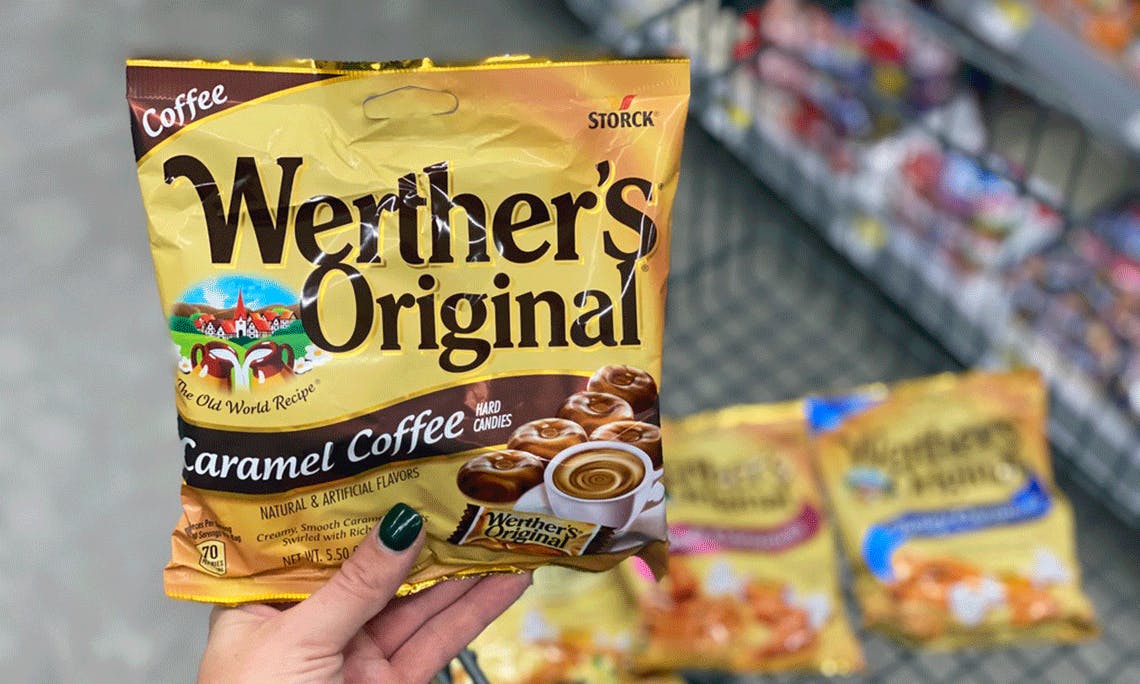 Coffee
STORCK®
Werther's
Original®
The Old World Recipe®
Caramel Coffee HARD
CANDIES
NATURAL & ARTIFICIAL FLAVORS
Creamy, Smooth
Swirled with Rich
NET WT. 5.50
70
Werther's
Original
Werther's